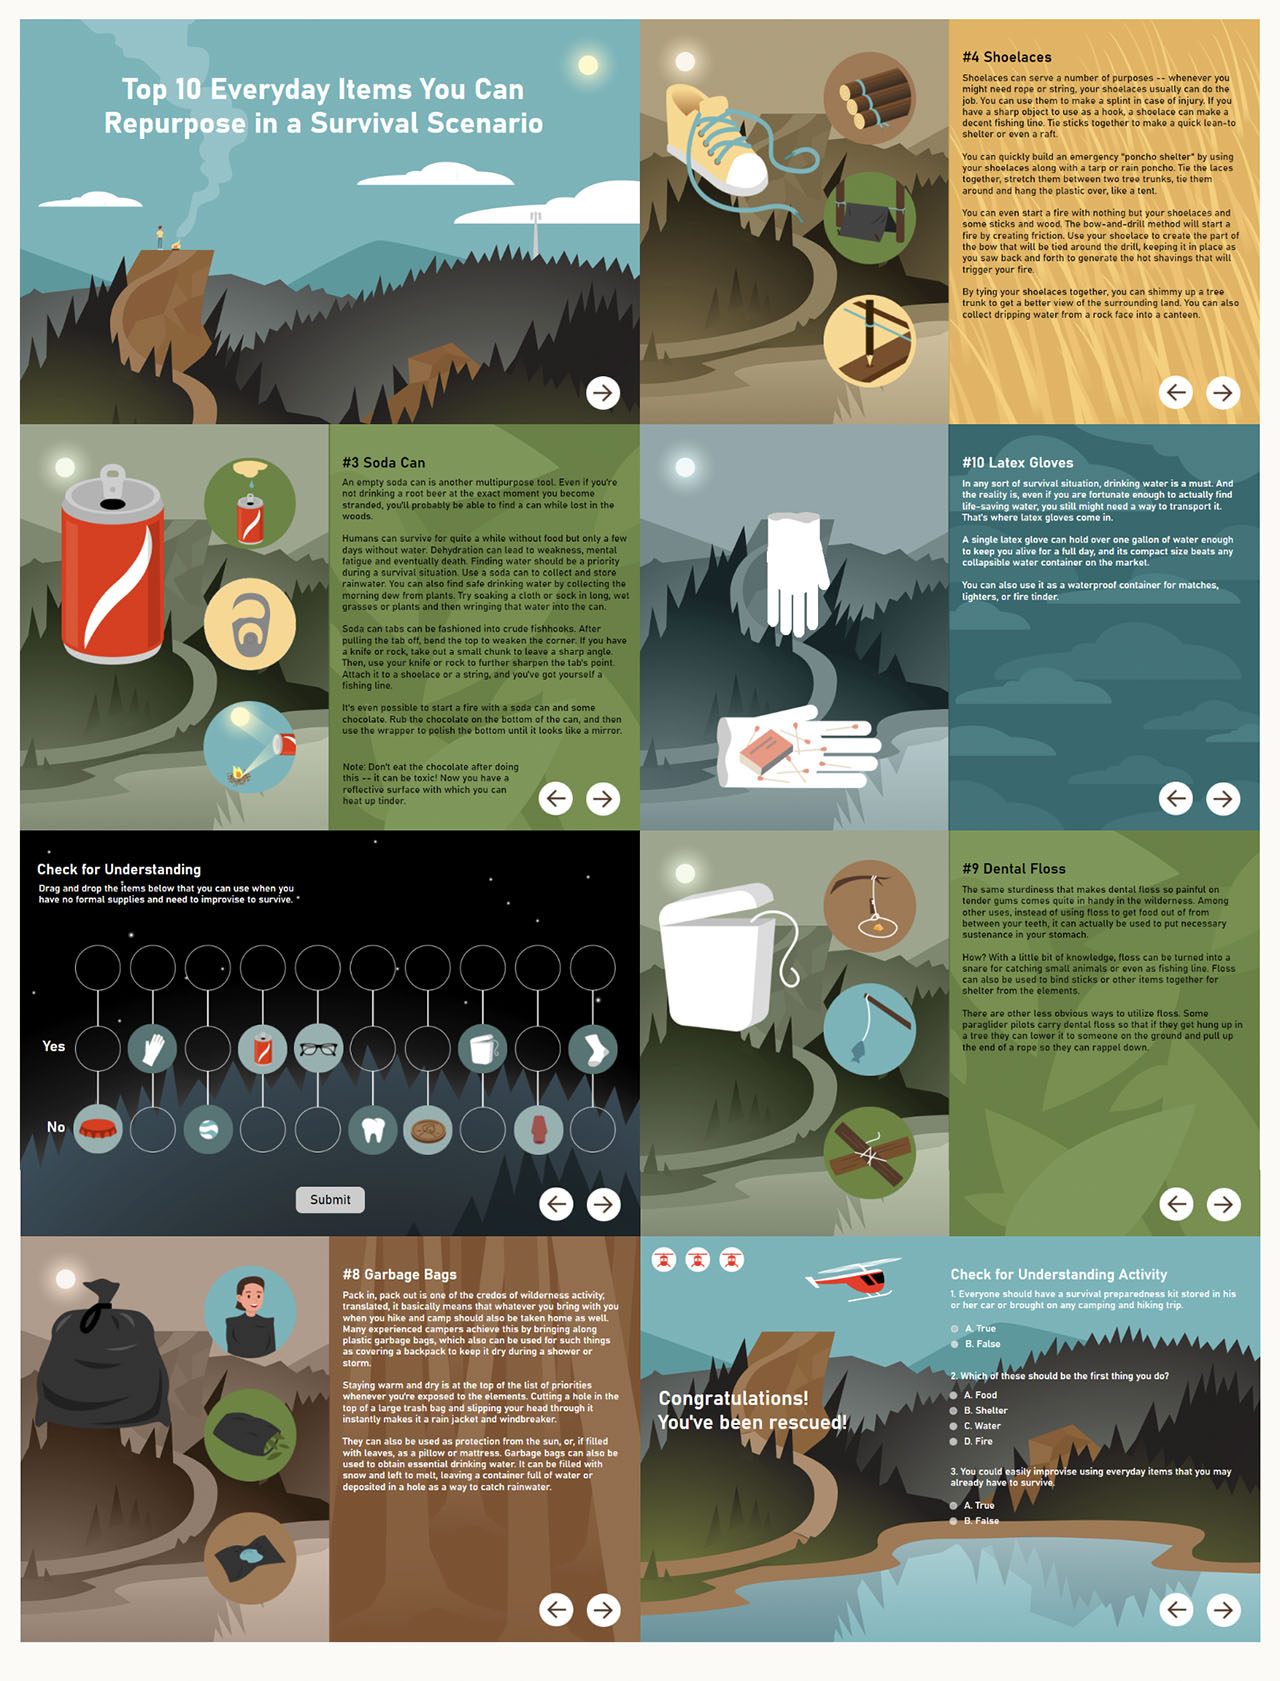 Top 10 Everyday Items You Can
Repurpose in a Survival Scenario
#4 Shoelaces
Shoelaces can serve a number of purposes -- whenever you
might need rope or string, your shoelaces usually can do the
job. You can use them to make a splint in case of injury. If you
have a sharp object to use as a hook, a shoelace can make a
decent fishing line. Tie sticks together to make a quick lean-to
shelter or even a raft.
You can quickly build an emergency "poncho shelter" by using
your shoelaces along with a tarp or rain poncho. Tie the laces
together, stretch them between two tree trunks, tie them
around and hang the plastic over, like a tent.
You can even start a fire with nothing but your shoelaces and
some sticks and wood. The bow-and-drill method will start a
fire by creating friction. Use your shoelace to create the part of
the bow that will be tied around the drill, keeping it in place as
you saw back and forth to generate the hot shavings that will
trigger your fire.
By tying your shoelaces together, you can shimmy up a tree
trunk to get a better view of the surrounding land. You can also
collect dripping water from a rock face into a canteen.
#3 Soda Can
An empty soda can is another multipurpose tool. Even if you're
not drinking a root beer at the exact moment you become
stranded, you'll probably be able to find a can while lost in the
woods.
Humans can survive for quite a while without food but only a few
days without water. Dehydration can lead to weakness, mental
fatigue and eventually death. Finding water should be a priority
during a survival situation. Use a soda can to collect and store
rainwater. You can also find safe drinking water by collecting the
morning dew from plants. Try soaking a cloth or sock in long, wet
grasses or plants and then wringing that water into the can.
Soda can tabs can be fashioned into crude fishhooks. After
pulling the tab off, bend the top to weaken the corner. If you have
a knife or rock, take out a small chunk to leave a sharp angle.
Then, use your knife or rock to further sharpen the tab's point.
Attach it to a shoelace or a string, and you've got yourself a
fishing line.
It's even possible to start a fire with a soda can and some
chocolate. Rub the chocolate on the bottom of the can, and then
use the wrapper to polish the bottom until it looks like a mirror.
Note: Don't eat the chocolate after doing
this -- it can be toxic! Now you have a
reflective surface with which you can
heat up tinder.
#10 Latex Gloves
In any sort of survival situation, drinking water is a must. And
the reality is, even if you are fortunate enough to actually find
life-saving water, you still might need a way to transport it.
That's where latex gloves come in.
A single latex glove can hold over one gallon of water enough
to keep you alive for a full day, and its compact size beats any
collapsible water container on the market.
You can also use it as a waterproof container for matches,
lighters, or fire tinder.
Check for Understanding
Drag and drop the items below that you can use when you
have no formal supplies and need to improvise to survive.
Yes
No
Submit
#9 Dental Floss
The same sturdiness that makes dental floss so painful on
tender gums comes quite in handy in the wilderness. Among
other uses, instead of using floss to get food out of from
between your teeth, it can actually be used to put necessary
sustenance in your stomach.
How? With a little bit of knowledge, floss can be turned into a
snare for catching small animals or even as fishing line. Floss
can also be used to bind sticks or other items together for
shelter from the elements.
There are other less obvious ways to utilize floss. Some
paraglider pilots carry dental floss so that if they get hung up in
a tree they can lower it to someone on the ground and pull up
the end of a rope so they can rappel down.
#8 Garbage Bags
Pack in, pack out is one of the credos of wilderness activity,
translated, it basically means that whatever you bring with you
when you hike and camp should also be taken home as well.
Many experienced campers achieve this by bringing along
plastic garbage bags, which also can be used for such things
as covering a backpack to keep it dry during a shower or
storm.
Staying warm and dry is at the top of the list of priorities
whenever you're exposed to the elements. Cutting a hole in the
top of a large trash bag and slipping your head through it
instantly makes it a rain jacket and windbreaker.
They can also be used as protection from the sun, or, if filled
with leaves, as a pillow or mattress. Garbage bags can also be
used to obtain essential drinking water. It can be filled with
snow and left to melt, leaving a container full of water or
deposited in a hole as a way to catch rainwater.
Congratulations!
You've been rescued!
Check for Understanding Activity
1. Everyone should have a survival preparedness kit stored in his
or her car or brought on any camping and hiking trip.
A. True
B. False
2. Which of these should be the first thing you do?
A. Food
B. Shelter
C. Water
D. Fire
3. You could easily improvise using everyday items that you may
already have to survive.
A. True
B. False